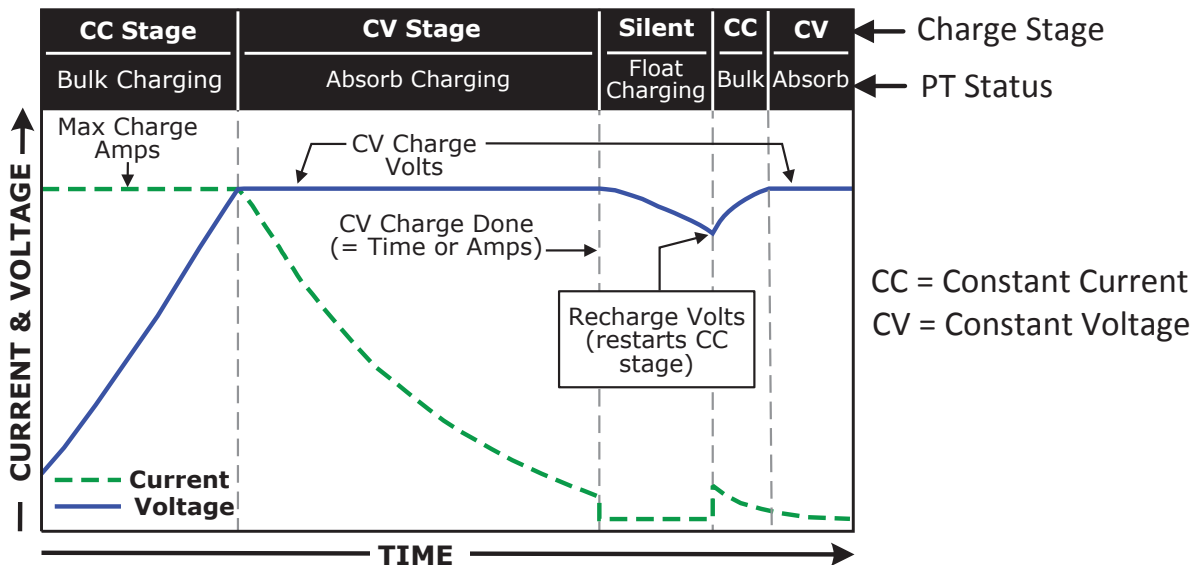 CC Stage
CV Stage
Silent
CC
CV
Charge Stage
Bulk Charging
Absorb Charging
Float
Charging
Bulk
Absorb
PT Status
Max Charge
Amps
CV Charge
Volts
CV Charge Done
(= Time or Amps)
Recharge Volts
(restarts CC
stage)
CC = Constant Current
CV = Constant Voltage
CURRENT & VOLTAGE
Current
Voltage
TIME